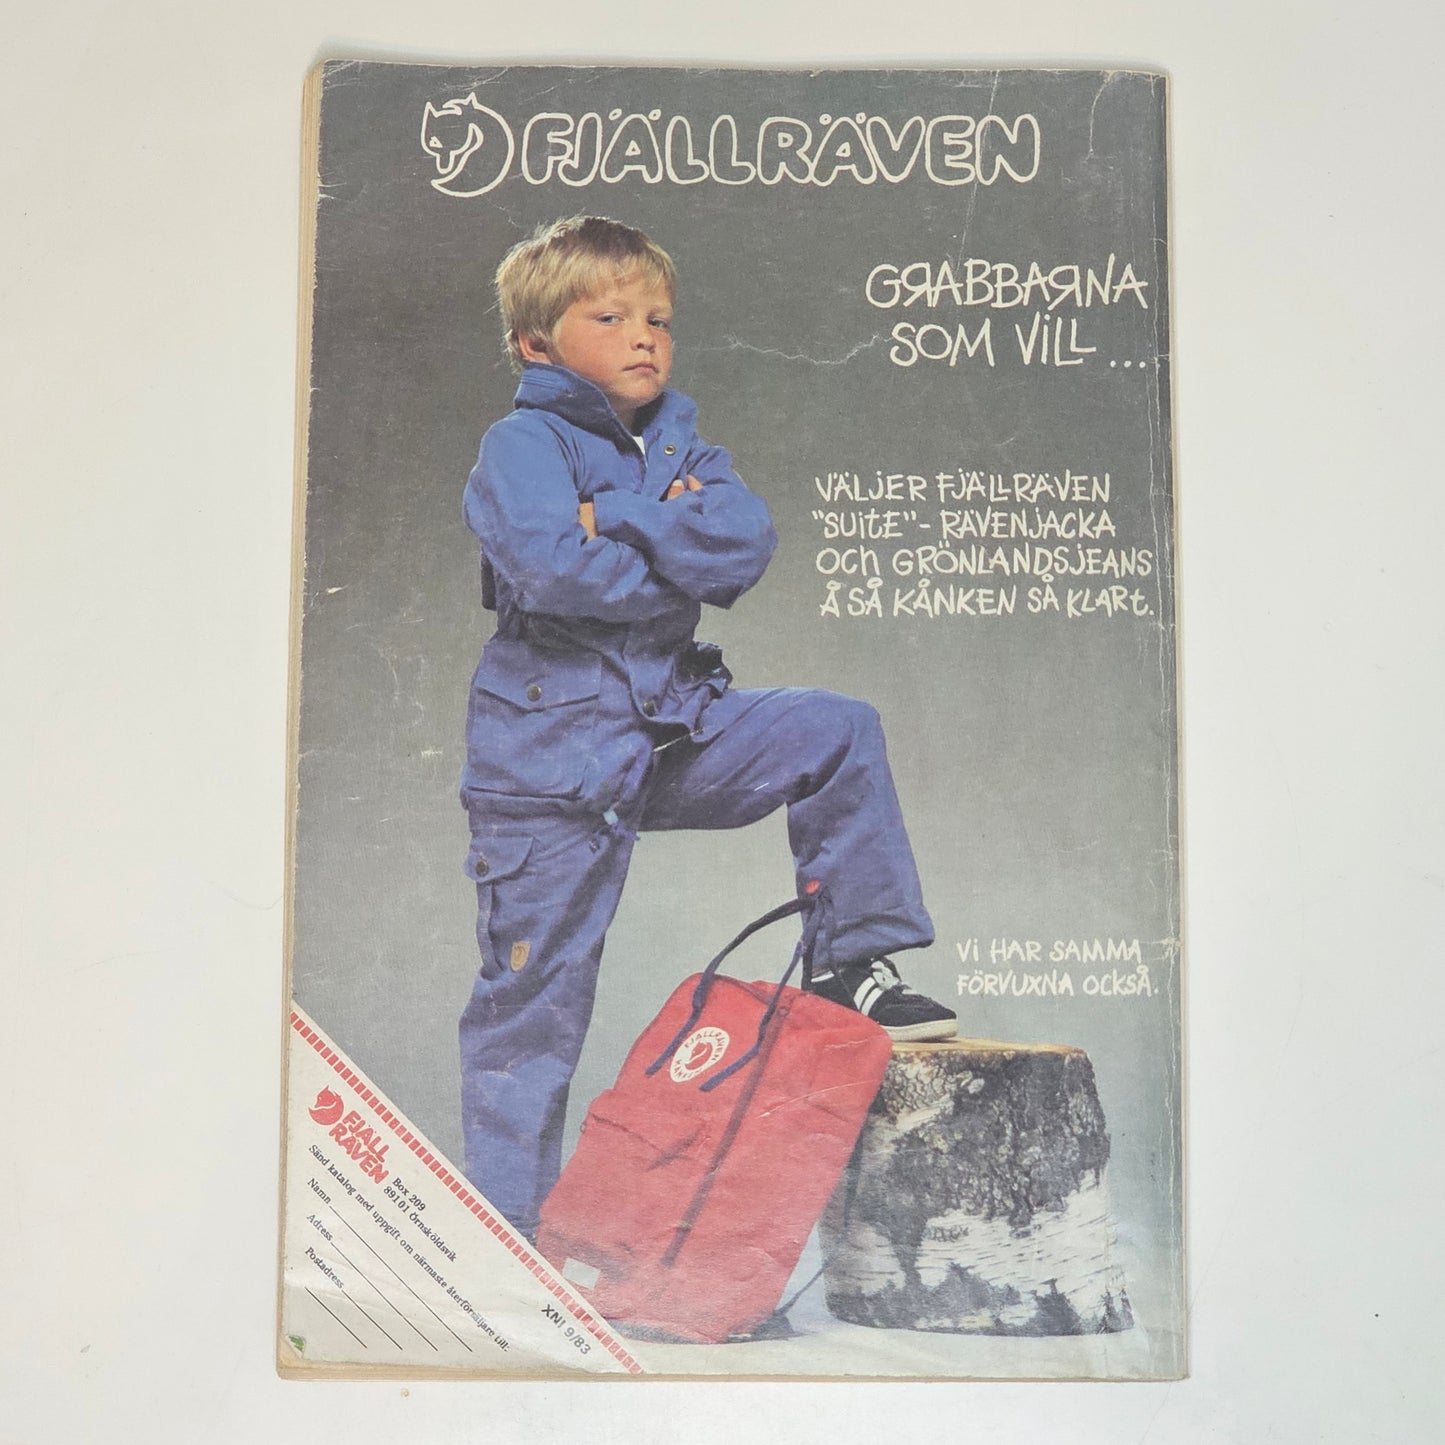 FJÄLLRÄVEN
GRABBARNA
SOM VILL ...
VÄLJER FJÄLLRÄVEN
"SUITE"- RÄVENJACKA
OCH GRÖNLANDSJEANS
Å SÅ KÅNKEN SÅ KLART.
VI HAR SAMMA
FÖRVUXNA OCKSÅ.
FJÄLLRÄVEN
KÅNKEN
FJÄLL
RÄVEN
Box 209
891 01 Örnsköldsvik
Sänd katalog med uppgift om närmaste återförsäljare till:
Namn
Adress
Postadress
XNI 9/83